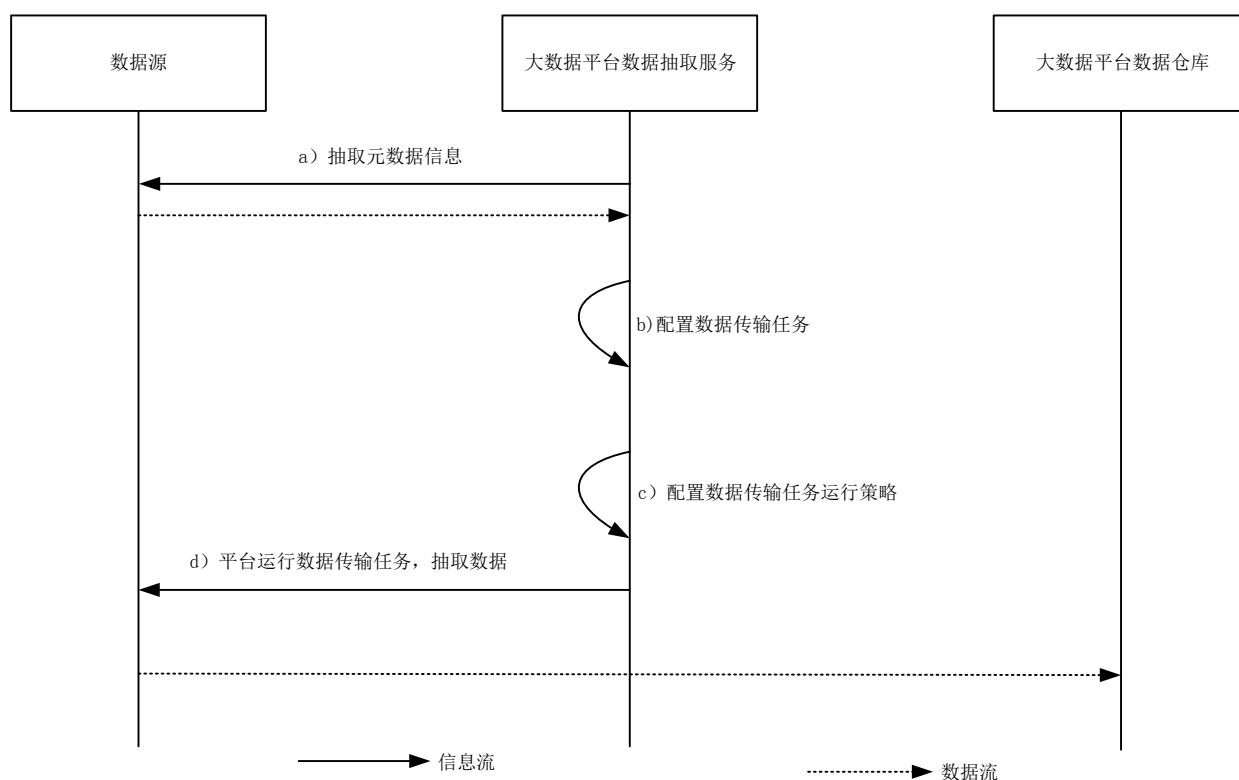 数据源
大数据平台数据抽取服务
大数据平台数据仓库
a）抽取元数据信息
b)配置数据传输任务
c）配置数据传输任务运行策略
d）平台运行数据传输任务，抽取数据
信息流
数据流